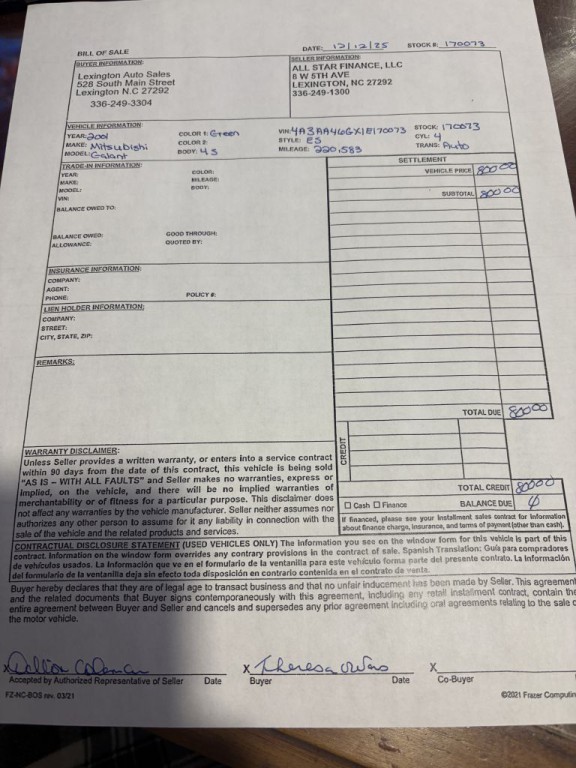 BILL OF SALE
DATE: 12/12/25 STOCK #: 170073
BUYER INFORMATION:
Lexington Auto Sales
528 South Main Street
Lexington N.C 27292
336-249-3304
SELLER INFORMATION:
ALL STAR FINANCE, LLC
8 W 5TH AVE
LEXINGTON, NC 27292
336-249-1300
VEHICLE INFORMATION:
YEAR: 2001 COLOR 1: Green VIN: 4A3AA46GX1E170073 STOCK: 170073
MAKE: Mitsubishi COLOR 2: STYLE: ES CYL: 4
MODEL: Galant BODY: 4S MILEAGE: 220,583 TRANS: Auto
TRADE-IN INFORMATION:
YEAR: COLOR:
MAKE: MILEAGE:
MODEL: BODY:
VIN:
BALANCE OWED TO:
BALANCE OWED: GOOD THROUGH:
ALLOWANCE: QUOTED BY:
INSURANCE INFORMATION:
COMPANY:
AGENT:
PHONE: POLICY #:
LIEN HOLDER INFORMATION:
COMPANY:
STREET:
CITY, STATE, ZIP:
REMARKS:
SETTLEMENT
VEHICLE PRICE 80000
SUBTOTAL 80000
TOTAL DUE 80000
CREDIT
TOTAL CREDIT 80000
☐ Cash ☐ Finance BALANCE DUE
If financed, please see your installment sales contract for information
about finance charge, insurance, and terms of payment (other than cash).
WARRANTY DISCLAIMER:
Unless Seller provides a written warranty, or enters into a service contract
within 90 days from the date of this contract, this vehicle is being sold
"AS IS – WITH ALL FAULTS" and Seller makes no warranties, express or
implied, on the vehicle, and there will be no implied warranties of
merchantability or of fitness for a particular purpose. This disclaimer does
not affect any warranties by the vehicle manufacturer. Seller neither assumes nor
authorizes any other person to assume for it any liability in connection with the
sale of the vehicle and the related products and services.
CONTRACTUAL DISCLOSURE STATEMENT (USED VEHICLES ONLY) The information you see on the window form for this vehicle is part of this
contract. Information on the window form overrides any contrary provisions in the contract of sale. Spanish Translation: Guía para compradores
de vehículos usados. La información que ve en el formulario de la ventanilla para este vehículo forma parte del presente contrato. La información
del formulario de la ventanilla deja sin efecto toda disposición en contrario contenida en el contrato de venta.
Buyer hereby declares that they are of legal age to transact business and that no unfair inducement has been made by Seller. This agreement
and the related documents that Buyer signs contemporaneously with this agreement, including any retail installment contract, contain the
entire agreement between Buyer and Seller and cancels and supersedes any prior agreement including oral agreements relating to the sale o
the motor vehicle.
X Dalton Coleman X Theresa X
Accepted by Authorized Representative of Seller Date Buyer Date Co-Buyer
FZ-NC-BOS rev. 03/21 ©2021 Frazer Computin